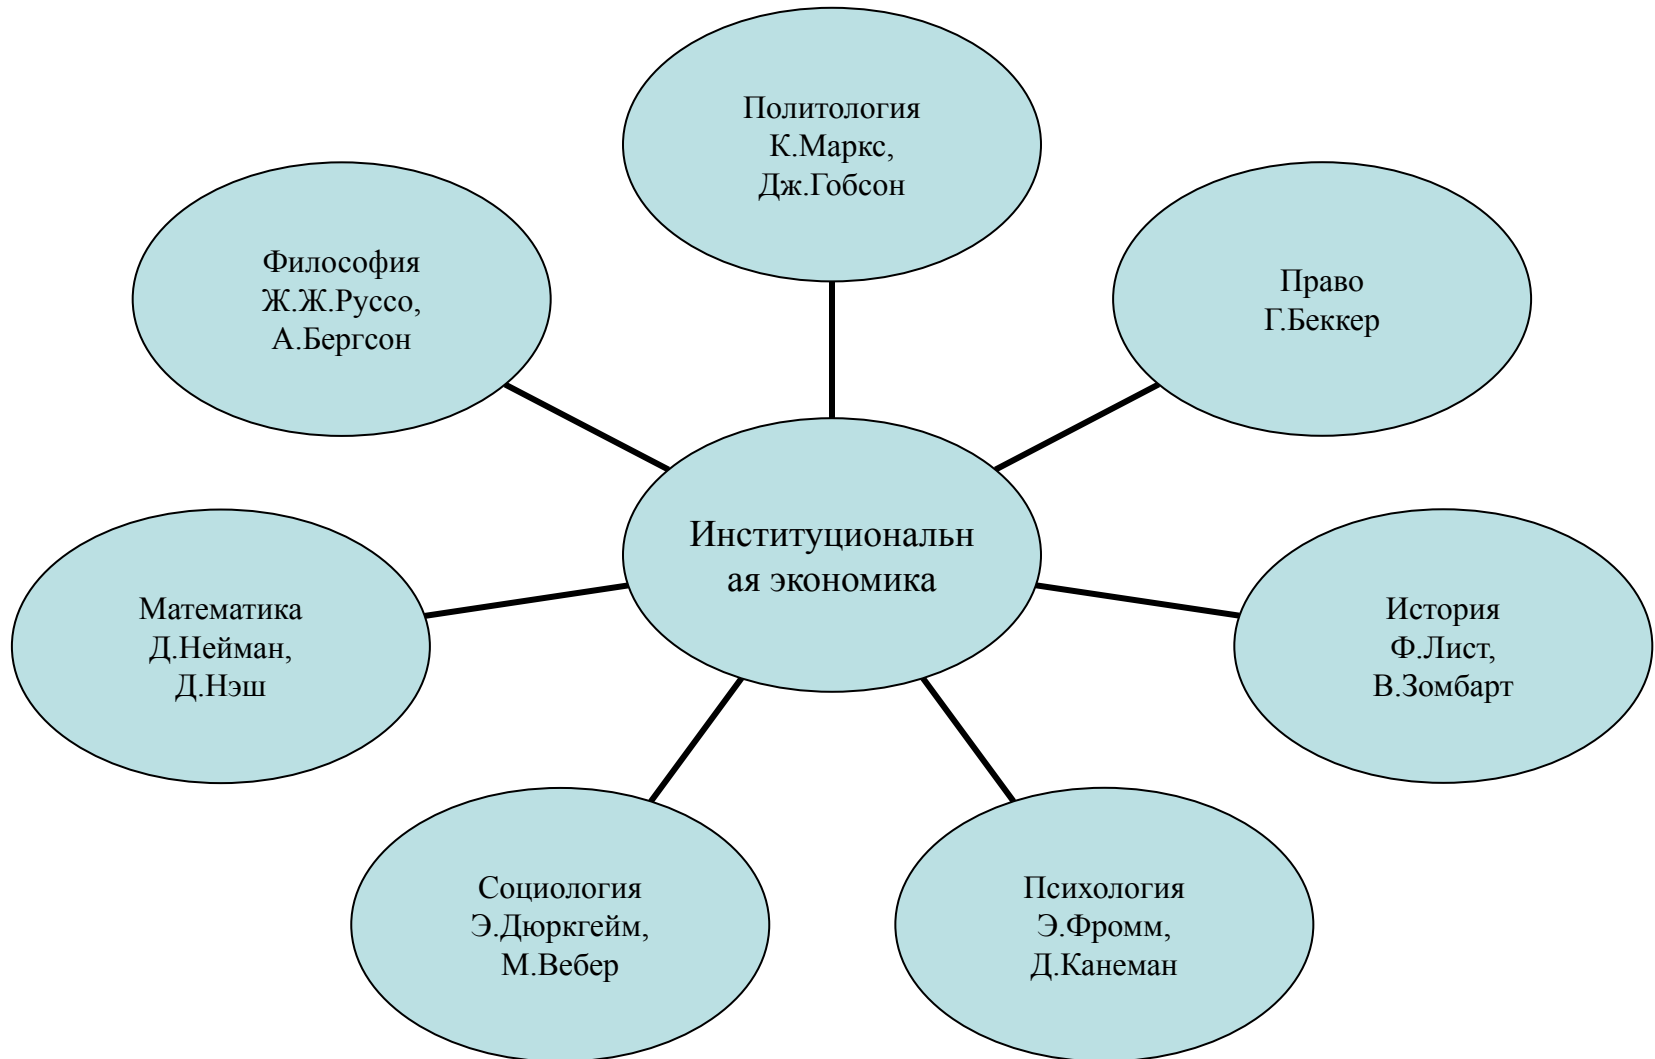 Политология
К.Маркс,
Дж.Гобсон
Философия
Ж.Ж.Руссо,
А.Бергсон
Право
Г.Беккер
Институциональн
ая экономика
Математика
Д.Нейман,
Д.Нэш
История
Ф.Лист,
В.Зомбарт
Социология
Э.Дюркгейм,
М.Вебер
Психология
Э.Фромм,
Д.Канеман